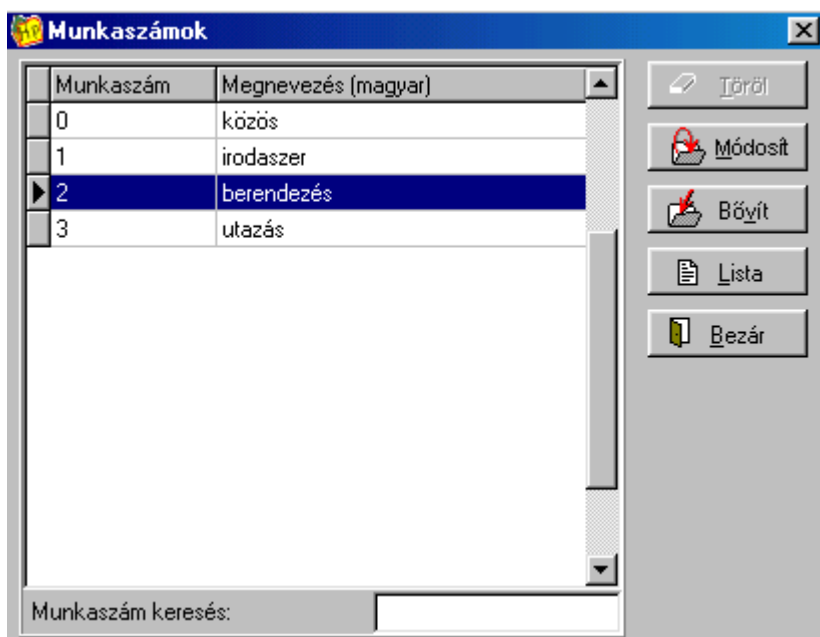 Munkaszámok
Munkaszám Megnevezés (magyar)
0 közös
1 irodaszer
2 berendezés
3 utazás
Munkaszám keresés:
Töröl
Módosít
Bővít
Lista
Bezár